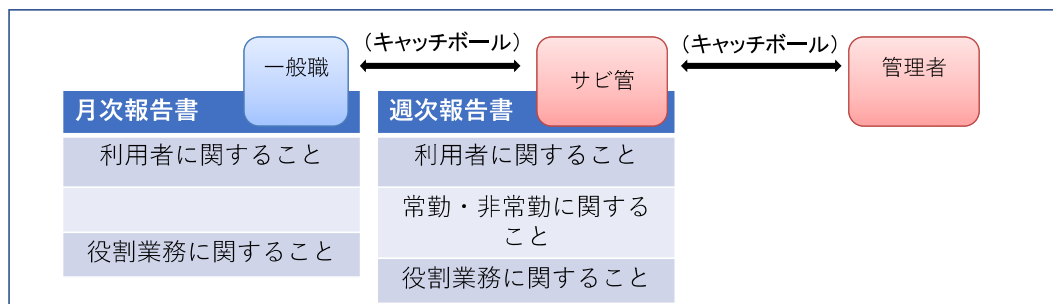 (キャッチボール)
(キャッチボール)
一般職
サビ管
管理者
月次報告書
週次報告書
利用者に関すること
利用者に関すること
常勤・非常勤に関する
こと
役割業務に関すること
役割業務に関すること